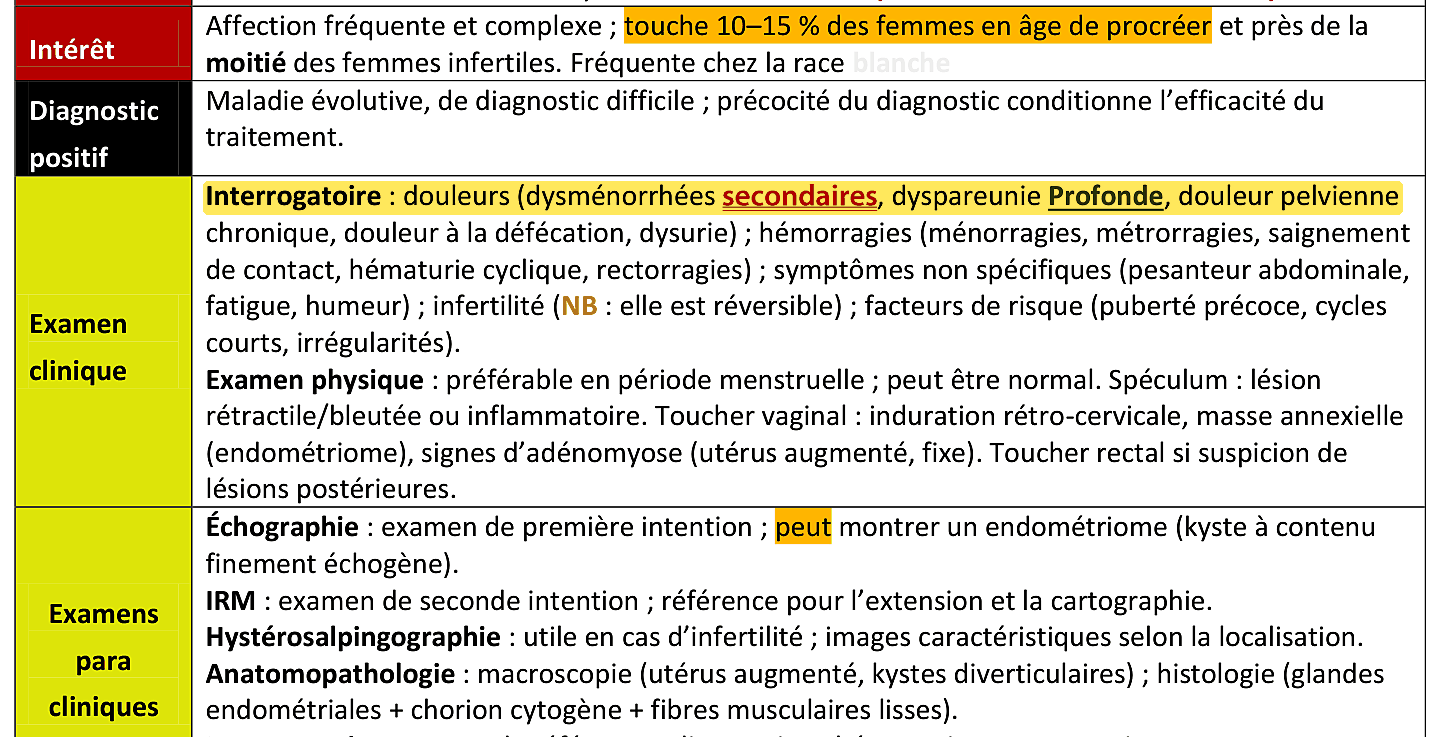 Intérêt
Affection fréquente et complexe ; touche 10–15 % des femmes en âge de procréer et près de la
moitié des femmes infertiles. Fréquente chez la race blanche
Diagnostic
positif
Maladie évolutive, de diagnostic difficile ; précocité du diagnostic conditionne l’efficacité du
traitement.
Examen
clinique
Interrogatoire : douleurs (dysménorrhées secondaires, dyspareunie Profonde, douleur pelvienne
chronique, douleur à la défécation, dysurie) ; hémorragies (ménorragies, métrorragies, saignement
de contact, hématurie cyclique, rectorragies) ; symptômes non spécifiques (pesanteur abdominale,
fatigue, humeur) ; infertilité (NB : elle est réversible) ; facteurs de risque (puberté précoce, cycles
courts, irrégularités).
Examen physique : préférable en période menstruelle ; peut être normal. Spéculum : lésion
rétractile/bleutée ou inflammatoire. Toucher vaginal : induration rétro-cervicale, masse annexielle
(endométriome), signes d’adénomyose (utérus augmenté, fixe). Toucher rectal si suspicion de
lésions postérieures.
Examens
para
cliniques
Échographie : examen de première intention ; peut montrer un endométriome (kyste à contenu
finement échogène).
IRM : examen de seconde intention ; référence pour l’extension et la cartographie.
Hystérosalpingographie : utile en cas d’infertilité ; images caractéristiques selon la localisation.
Anatomopathologie : macroscopie (utérus augmenté, kystes diverticulaires) ; histologie (glandes
endométriales + chorion cytogène + fibres musculaires lisses).